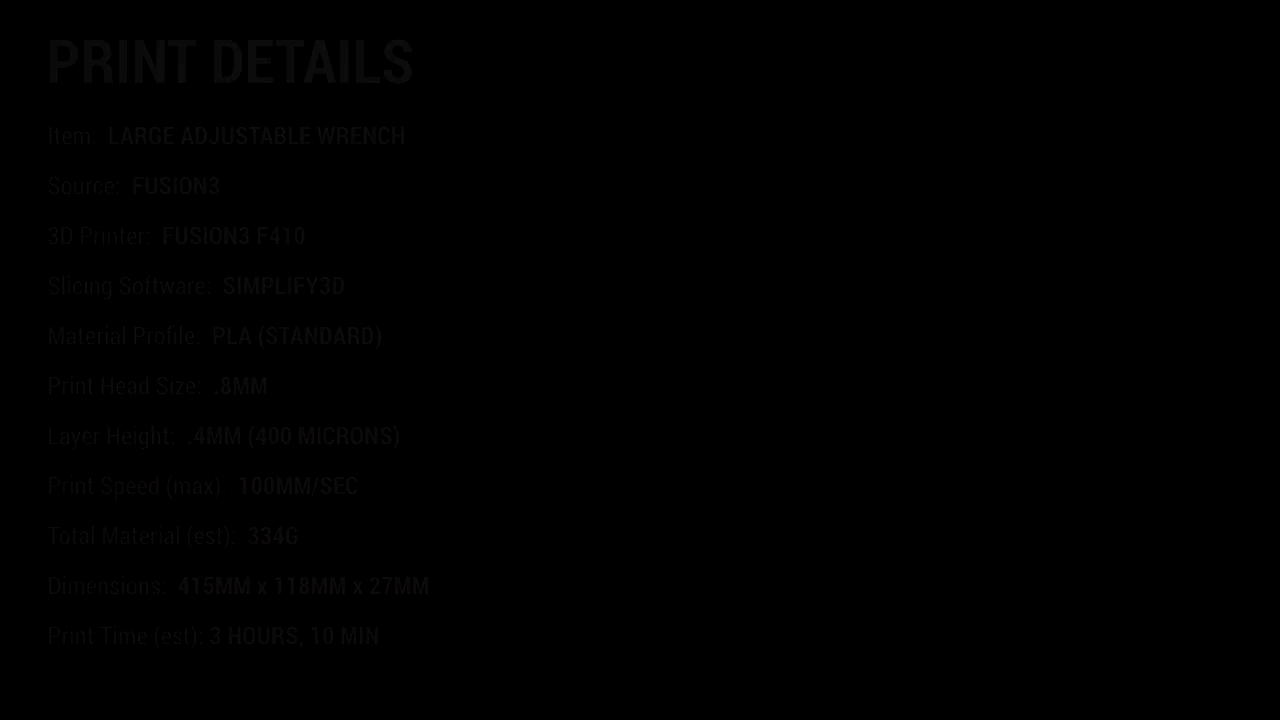 PRINT DETAILS
Item: LARGE ADJUSTABLE WRENCH
Source: FUSION3
3D Printer: FUSION3 F410
Slicing Software: SIMPLIFY3D
Material Profile: PLA (STANDARD)
Print Head Size: .8MM
Layer Height: .4MM (400 MICRONS)
Print Speed (max): 100MM/SEC
Total Material (est): 334G
Dimensions: 415MM x 118MM x 27MM
Print Time (est): 3 HOURS, 10 MIN